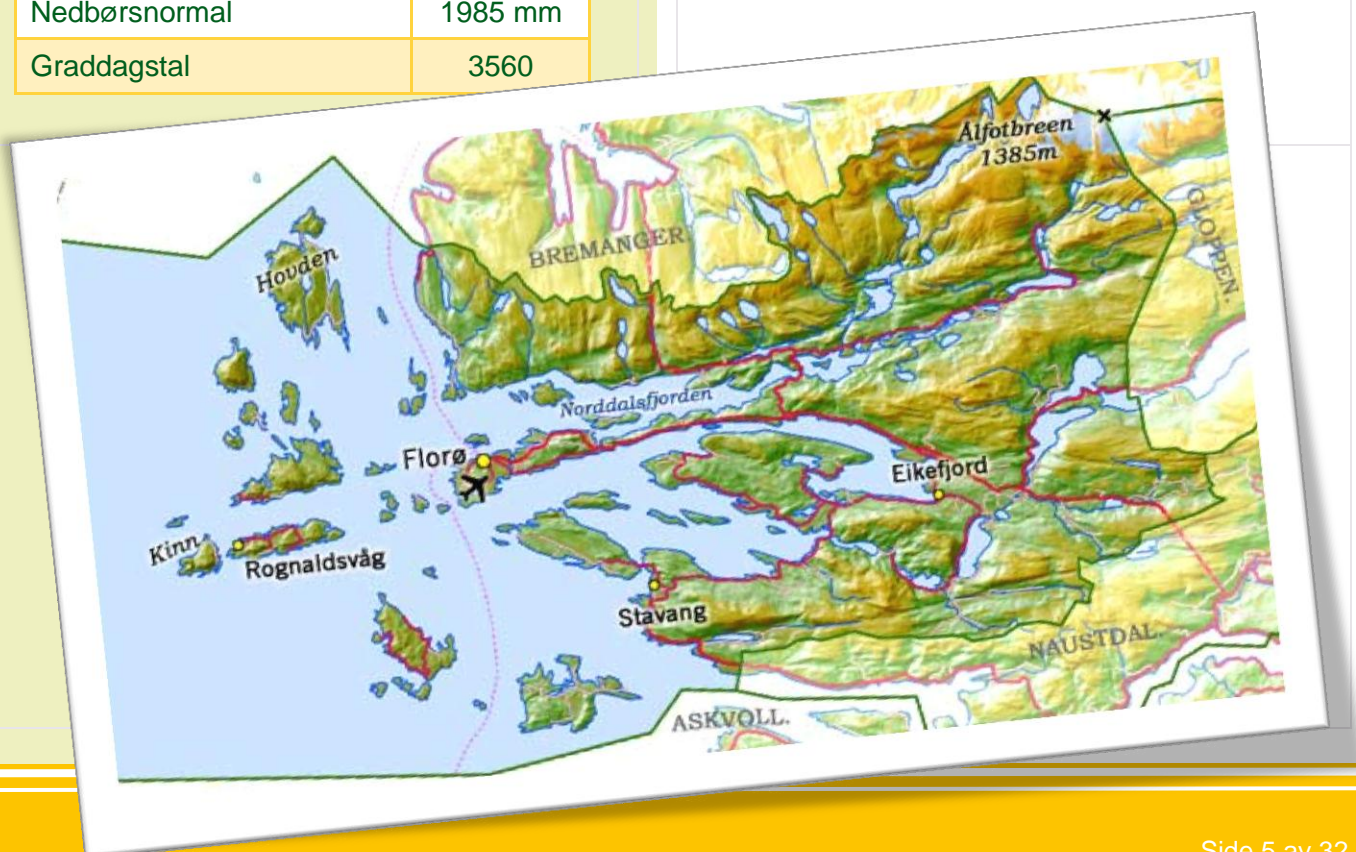 Nedbørsnormal 1985 mm
Graddagstal 3560
Ålfotbreen
1385m
GLOPPEN.
BREMANGER.
Hovden
Norddalsfjorden
Florø
Eikefjord
Kinn
Rognaldsvåg
Stavang
NAUSTDAL.
ASKVOLL.
Side 5 av 32